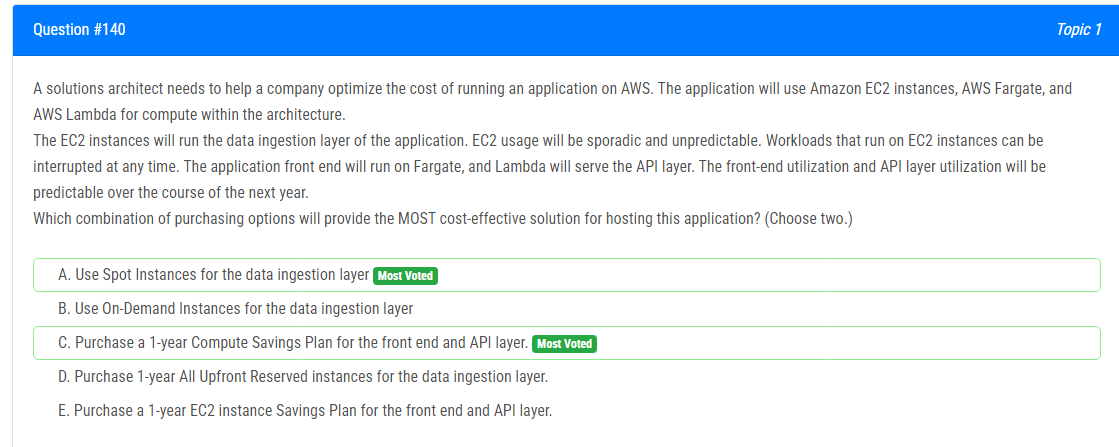 Question #140
Topic 1
A solutions architect needs to help a company optimize the cost of running an application on AWS. The application will use Amazon EC2 instances, AWS Fargate, and
AWS Lambda for compute within the architecture.
The EC2 instances will run the data ingestion layer of the application. EC2 usage will be sporadic and unpredictable. Workloads that run on EC2 instances can be
interrupted at any time. The application front end will run on Fargate, and Lambda will serve the API layer. The front-end utilization and API layer utilization will be
predictable over the course of the next year.
Which combination of purchasing options will provide the MOST cost-effective solution for hosting this application? (Choose two.)
A. Use Spot Instances for the data ingestion layer Most Voted
B. Use On-Demand Instances for the data ingestion layer
C. Purchase a 1-year Compute Savings Plan for the front end and API layer. Most Voted
D. Purchase 1-year All Upfront Reserved instances for the data ingestion layer.
E. Purchase a 1-year EC2 instance Savings Plan for the front end and API layer.